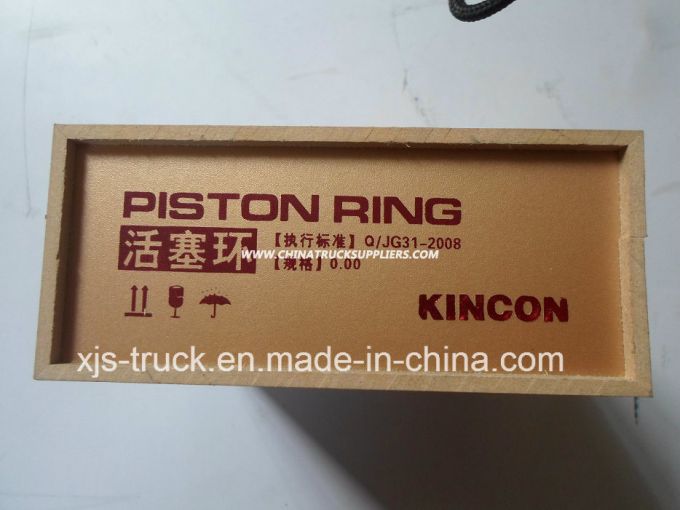 PISTON RING
活塞环 【执行标准】 Q/JG31-2008
WWW.CHINATRUCKSUPPLIERS.COM
【规格】 0.00
KINCON
xjs-truck.en.made-in-china.com